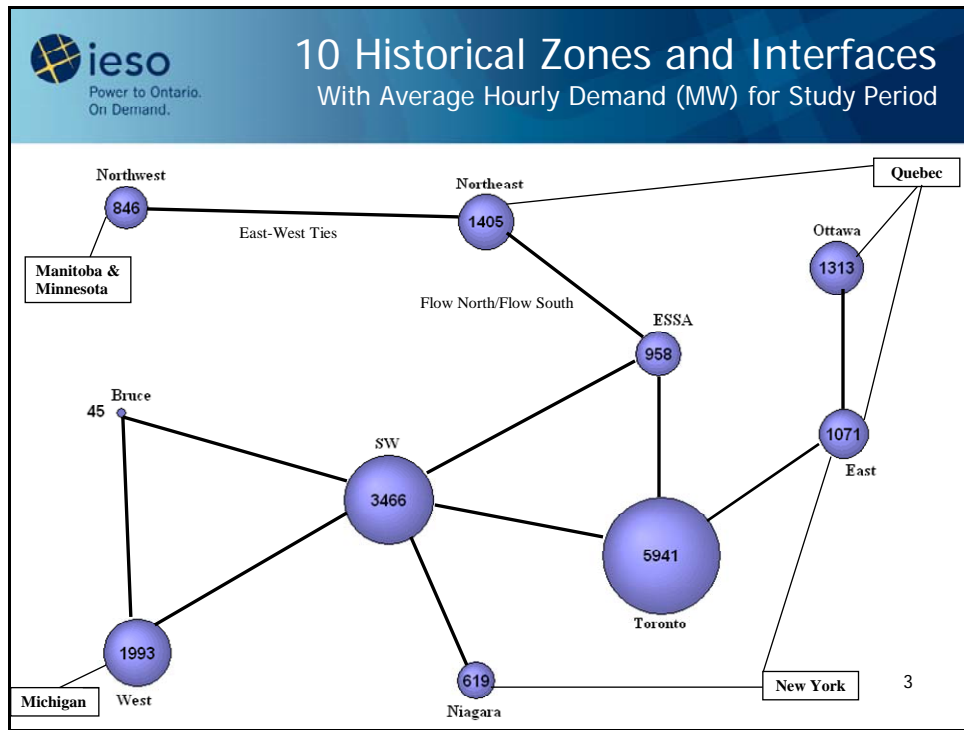 ieso
Power to Ontario.
On Demand.
10 Historical Zones and Interfaces
With Average Hourly Demand (MW) for Study Period
Northwest
846
East-West Ties
Northeast
1405
Quebec
Manitoba &
Minnesota
Ottawa
1313
Flow North/Flow South
ESSA
958
Bruce
45
SW
3466
1071
East
5941
Toronto
1993
West
Michigan
619
Niagara
New York
3